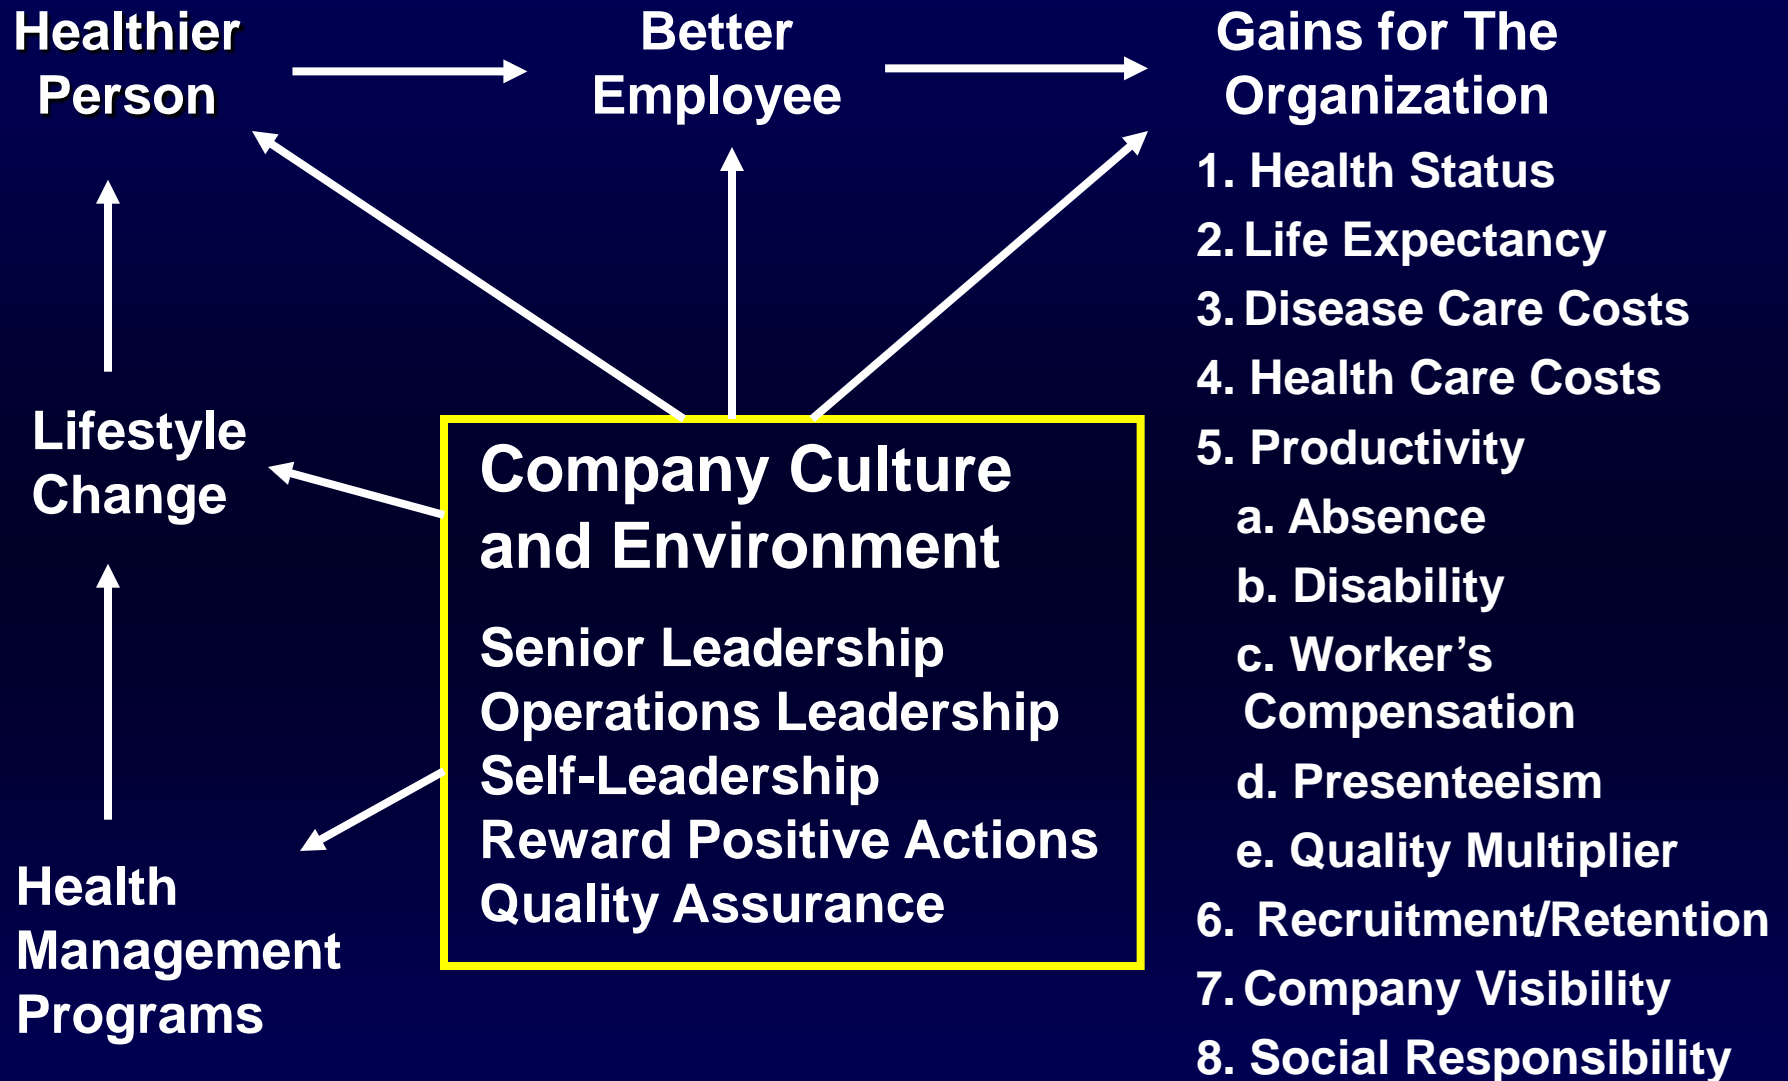 Healthier
Person
Better
Employee
Gains for The
Organization
1. Health Status
2. Life Expectancy
3. Disease Care Costs
4. Health Care Costs
5. Productivity
a. Absence
b. Disability
c. Worker’s
Compensation
d. Presenteeism
e. Quality Multiplier
6. Recruitment/Retention
7. Company Visibility
8. Social Responsibility
Lifestyle
Change
Company Culture
and Environment
Senior Leadership
Operations Leadership
Self-Leadership
Reward Positive Actions
Quality Assurance
Health
Management
Programs